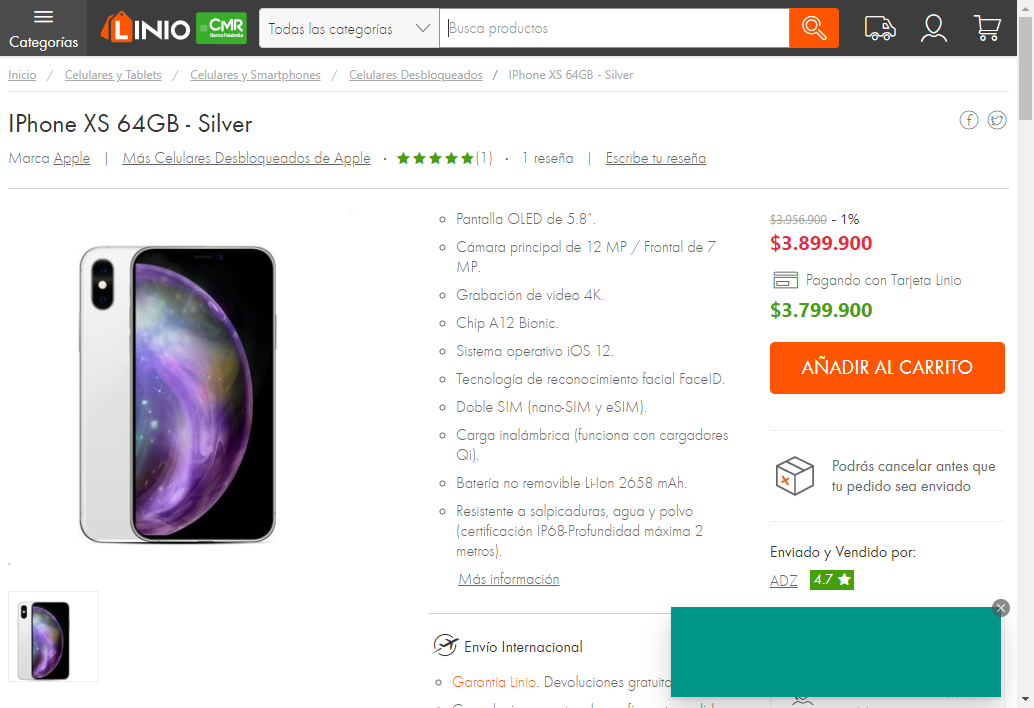 Categorías
LINIO
CMR
Banco Falabella
Todas las categorías
Busca productos
Inicio / Celulares y Tablets / Celulares y Smartphones / Celulares Desbloqueados / IPhone XS 64GB - Silver
IPhone XS 64GB - Silver
Marca Apple | Más Celulares Desbloqueados de Apple · ★★★★★(1) · 1 reseña | Escribe tu reseña
Pantalla OLED de 5.8".
Cámara principal de 12 MP / Frontal de 7
MP.
Grabación de video 4K.
Chip A12 Bionic.
Sistema operativo iOS 12.
Tecnología de reconocimiento facial FaceID.
Doble SIM (nano-SIM y eSIM).
Carga inalámbrica (funciona con cargadores
Qi).
Batería no removible Li-Ion 2658 mAh.
Resistente a salpicaduras, agua y polvo
(certificación IP68-Profundidad máxima 2
metros).
Más información
Envío Internacional
Garantía Linio. Devoluciones gratuita
$3.956.900 - 1%
$3.899.900
Pagando con Tarjeta Linio
$3.799.900
AÑADIR AL CARRITO
Podrás cancelar antes que
tu pedido sea enviado
Enviado y Vendido por:
ADZ 4.7 ★